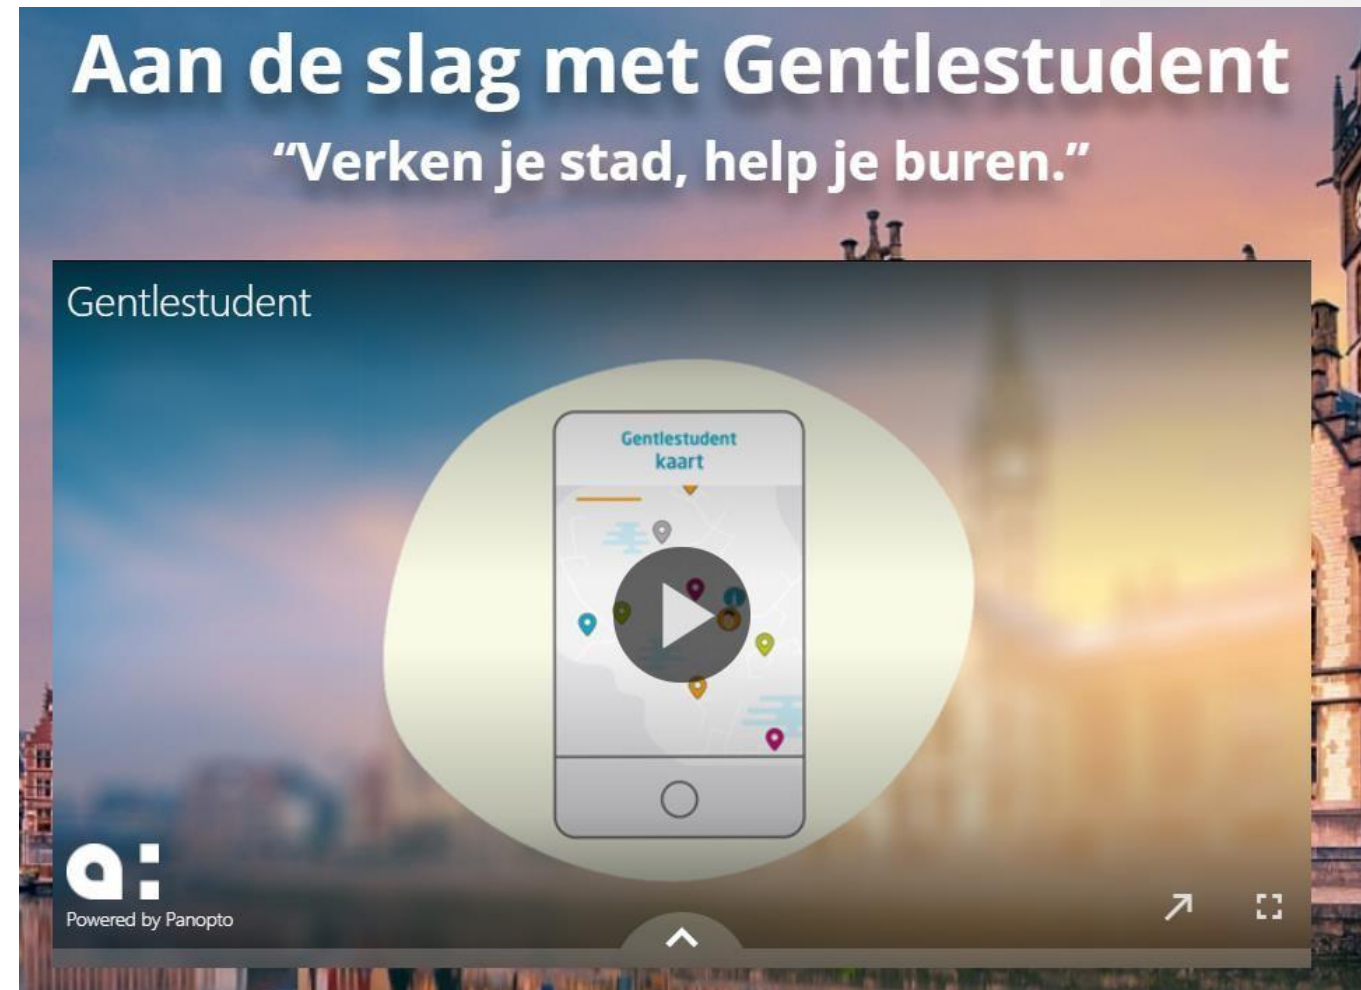 Aan de slag met Gentlestudent
“Verken je stad, help je buren.”
Gentlestudent
Gentlestudent
kaart
a:
Powered by Panopto